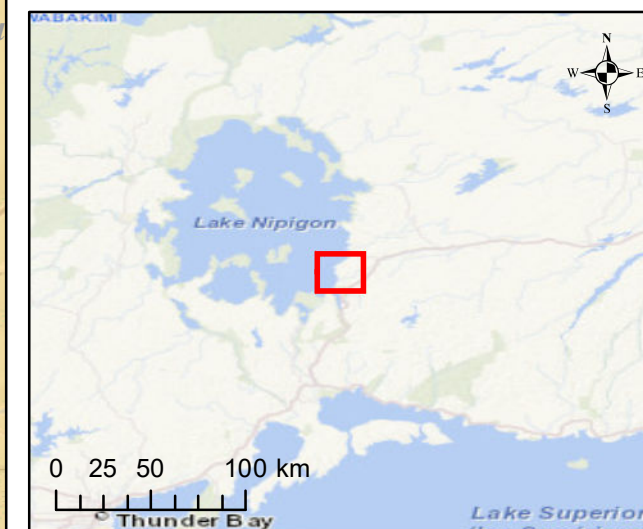 WABAKIMI
N
W E
S
Lake Nipigon
0 25 50 100 km
Thunder Bay
Lake Superior